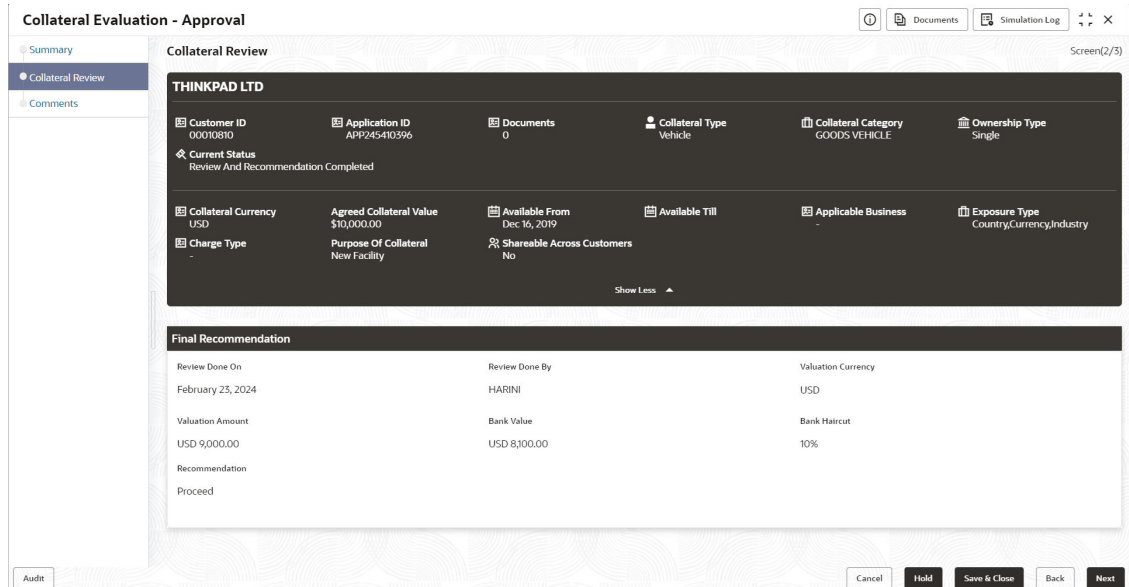 Collateral Evaluation - Approval
Documents
Simulation Log
Summary
Collateral Review
Comments
Collateral Review
Screen(2/3)
THINKPAD LTD
Customer ID Application ID Documents Collateral Type Collateral Category Ownership Type
00010810 APP245410396 0 Vehicle GOODS VEHICLE Single
Current Status
Review And Recommendation Completed
Collateral Currency Agreed Collateral Value Available From Available Till Applicable Business Exposure Type
USD $10,000.00 Dec 16, 2019 - Country,Currency,Industry
Charge Type Purpose Of Collateral Shareable Across Customers
- New Facility No
Show Less
Final Recommendation
Review Done On Review Done By Valuation Currency
February 23, 2024 HARINI USD
Valuation Amount Bank Value Bank Haircut
USD 9,000.00 USD 8,100.00 10%
Recommendation
Proceed
Audit Cancel Hold Save & Close Back Next